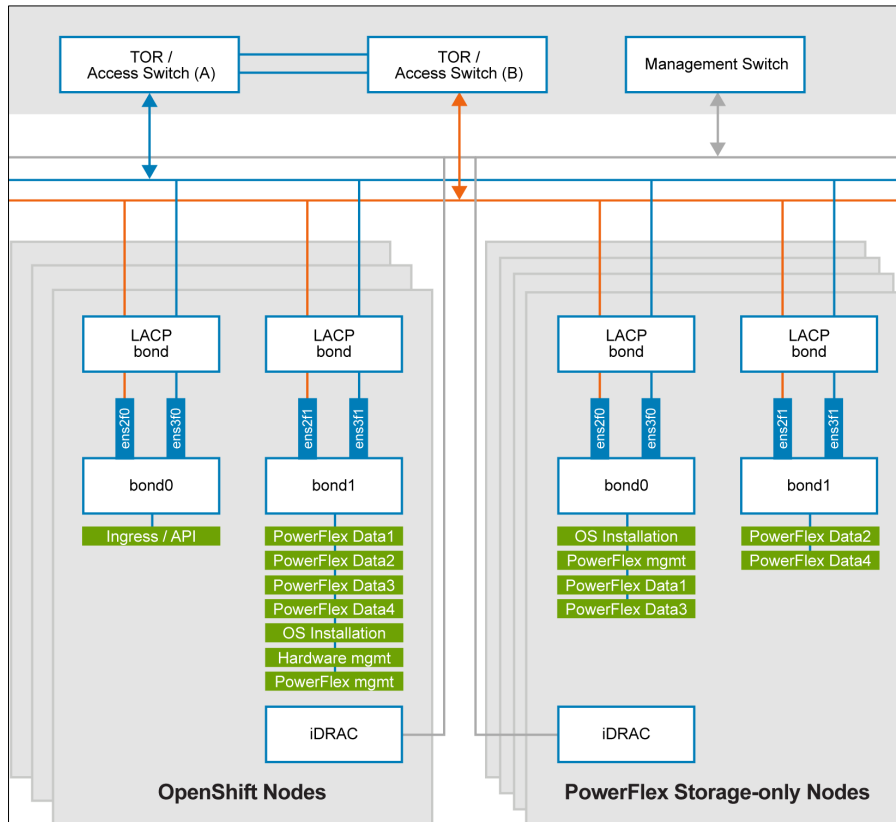 TOR /
Access Switch (A)
TOR /
Access Switch (B)
Management Switch
LACP
bond
LACP
bond
ens2f0
ens3f0
ens2f1
ens3f1
bond0
bond1
Ingress / API
PowerFlex Data1
PowerFlex Data2
PowerFlex Data3
PowerFlex Data4
OS Installation
Hardware mgmt
PowerFlex mgmt
iDRAC
OpenShift Nodes
LACP
bond
LACP
bond
ens2f0
ens3f0
ens2f1
ens3f1
bond0
bond1
OS Installation
PowerFlex mgmt
PowerFlex Data1
PowerFlex Data3
PowerFlex Data2
PowerFlex Data4
iDRAC
PowerFlex Storage-only Nodes